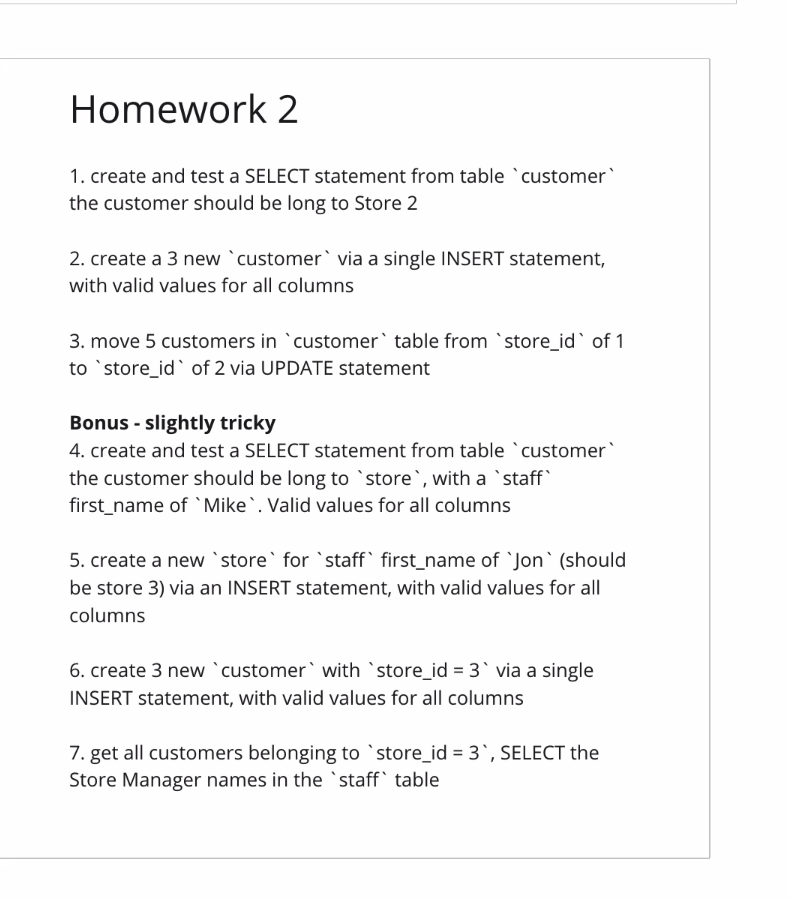 Homework 2
1. create and test a SELECT statement from table `customer`
the customer should be long to Store 2
2. create a 3 new `customer` via a single INSERT statement,
with valid values for all columns
3. move 5 customers in `customer` table from `store_id` of 1
to `store_id` of 2 via UPDATE statement
Bonus - slightly tricky
4. create and test a SELECT statement from table `customer`
the customer should be long to `store`, with a `staff`
first_name of `Mike`. Valid values for all columns
5. create a new `store` for `staff` first_name of `Jon` (should
be store 3) via an INSERT statement, with valid values for all
columns
6. create 3 new `customer` with `store_id = 3` via a single
INSERT statement, with valid values for all columns
7. get all customers belonging to `store_id = 3`, SELECT the
Store Manager names in the `staff` table